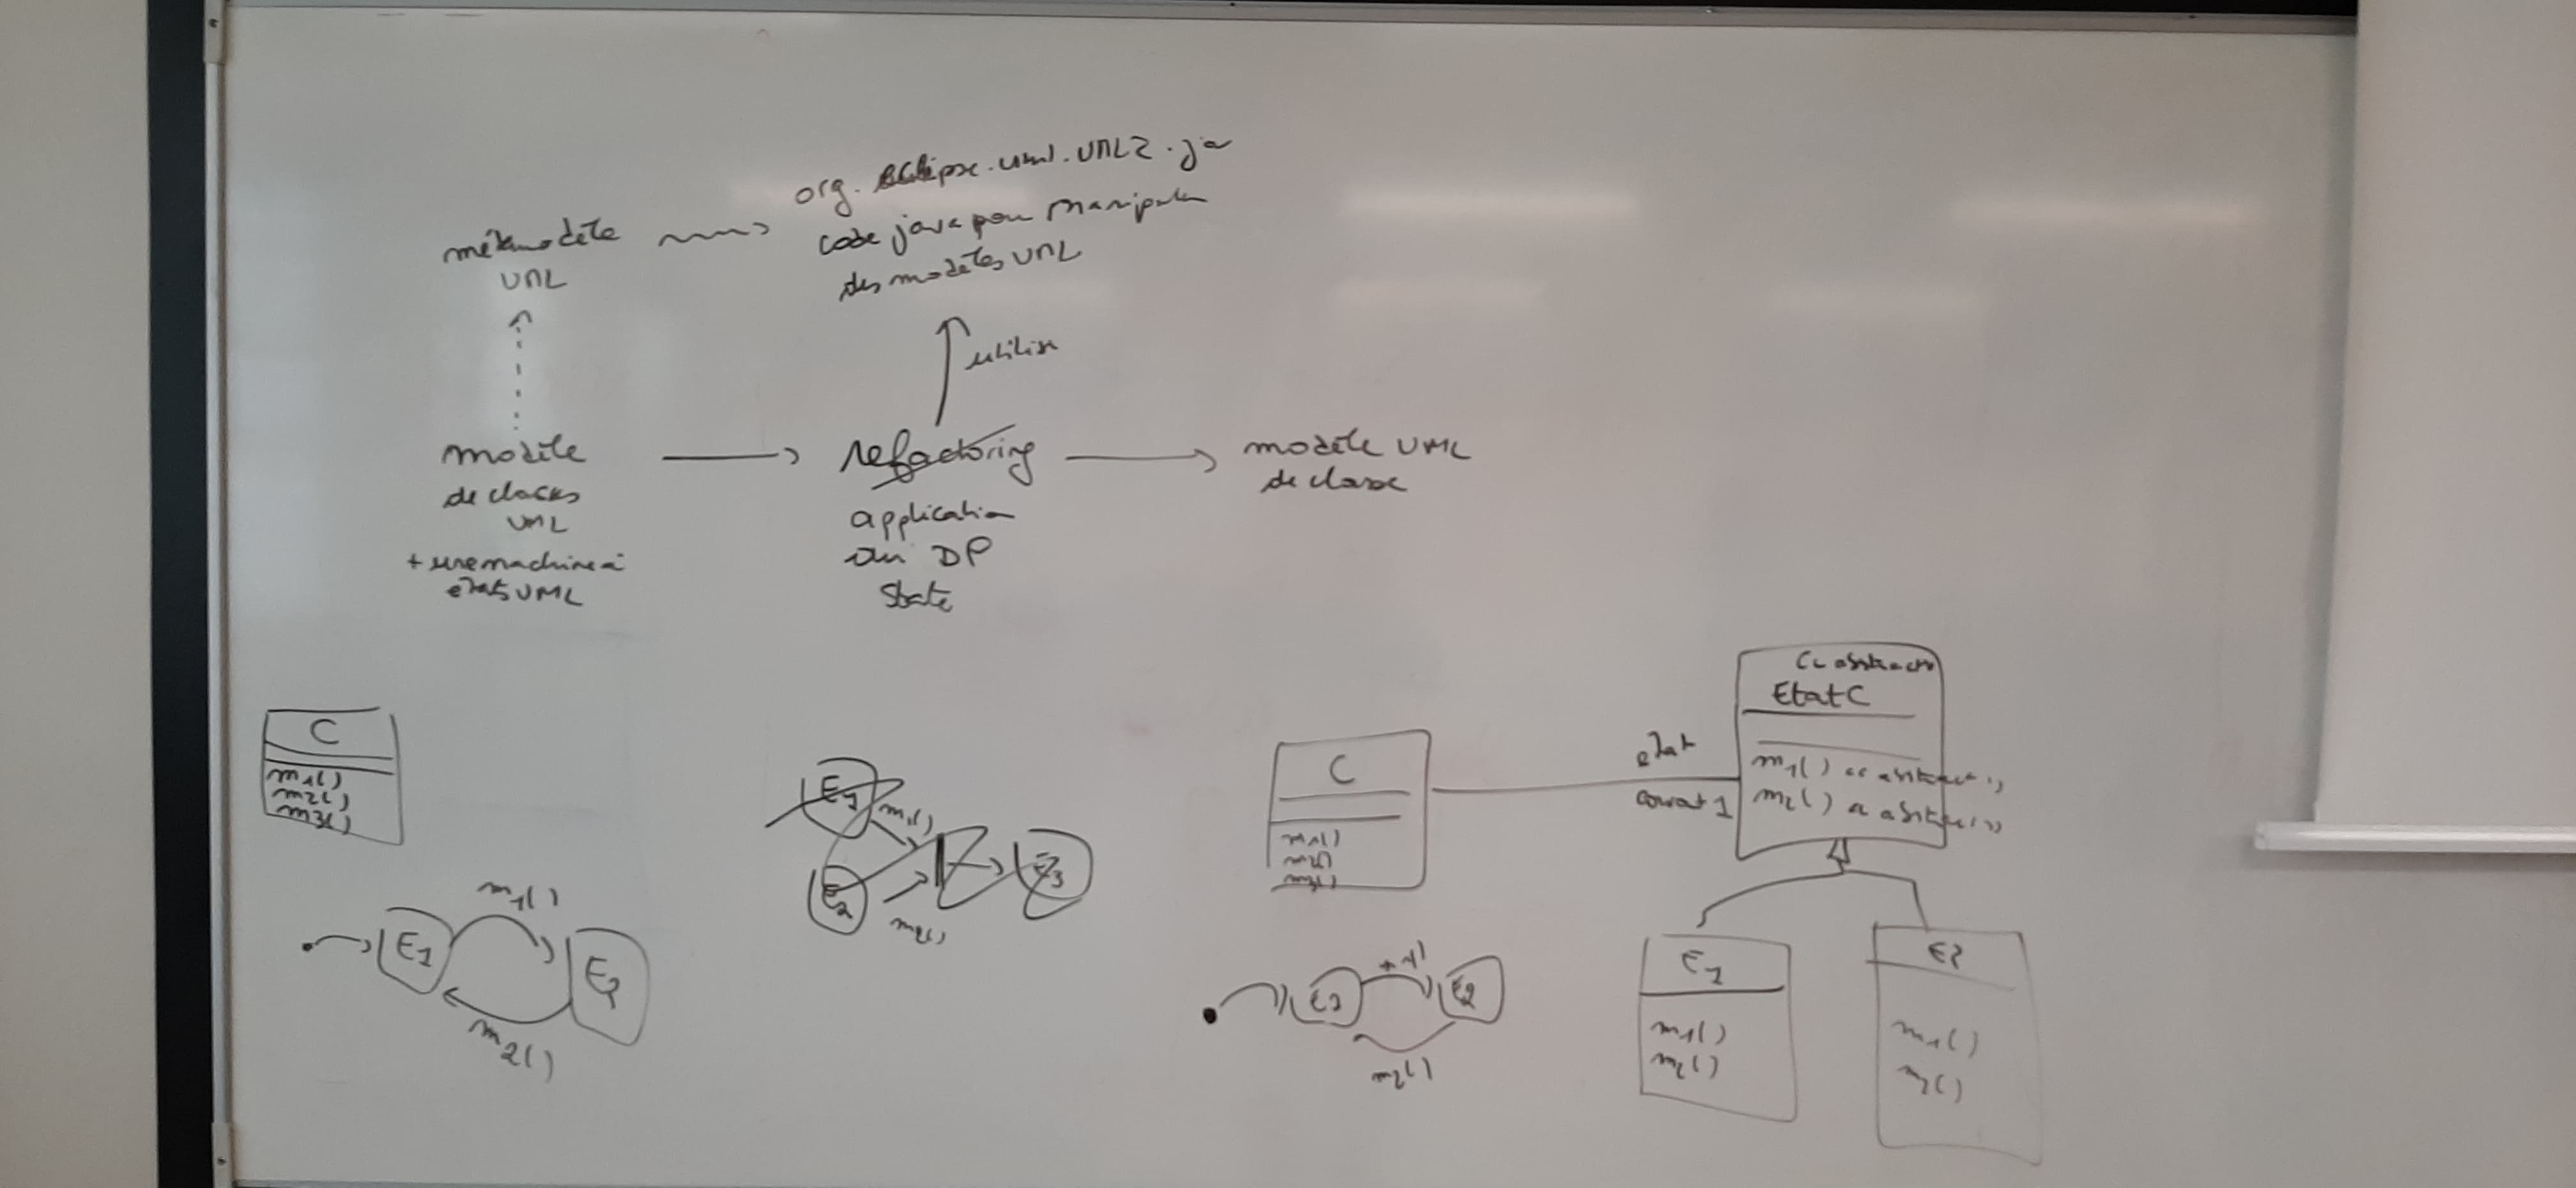 org.eclipse.uml.UML2.ja
métamodèle
UML
code java pour manipuler
des modèles UML
utilise
modèle
de classes
UML
+ une machine à
états UML
refactoring
application
du DP
State
modèle UML
de classe
C
m1()
m2()
m3()
m1()
E1
E2
m2()
E1
m1()
E2
m2()
E3
C
m1()
m2()
m3()
état
courant 1
EtatC
m1() << abstract >>
m2() << abstract >>
E1
m1()
m2()
E2
m1()
m2()
E1
E2
m2()